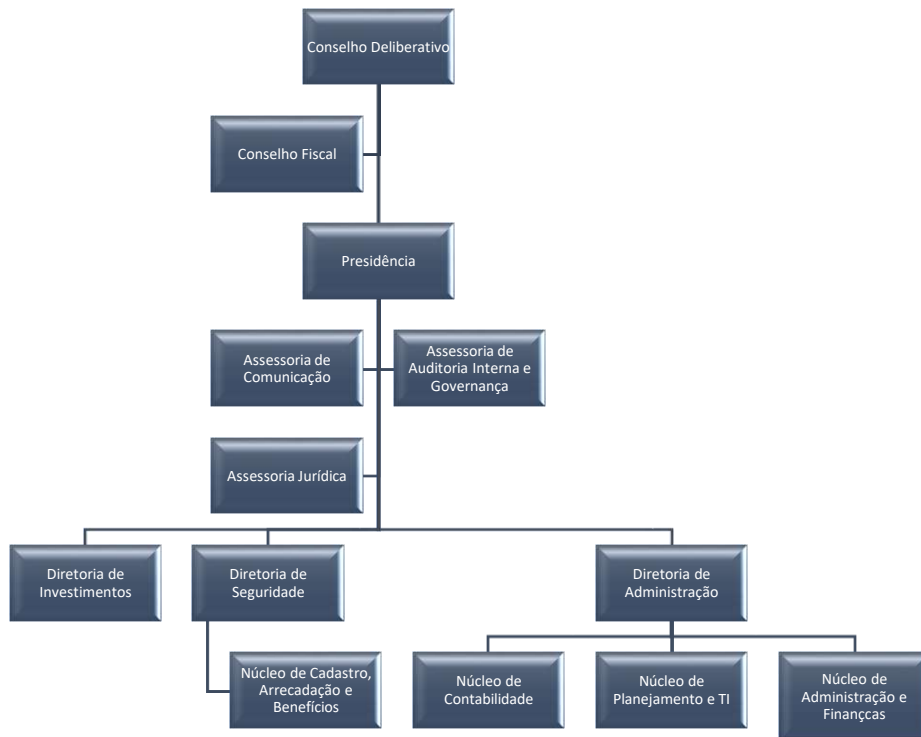 Conselho Deliberativo
Conselho Fiscal
Presidência
Assessoria de
Comunicação
Assessoria de
Auditoria Interna e
Governança
Assessoria Jurídica
Diretoria de
Investimentos
Diretoria de
Seguridade
Diretoria de
Administração
Núcleo de Cadastro,
Arrecadação e
Benefícios
Núcleo de
Contabilidade
Núcleo de
Planejamento e TI
Núcleo de
Administração e
Finançcas